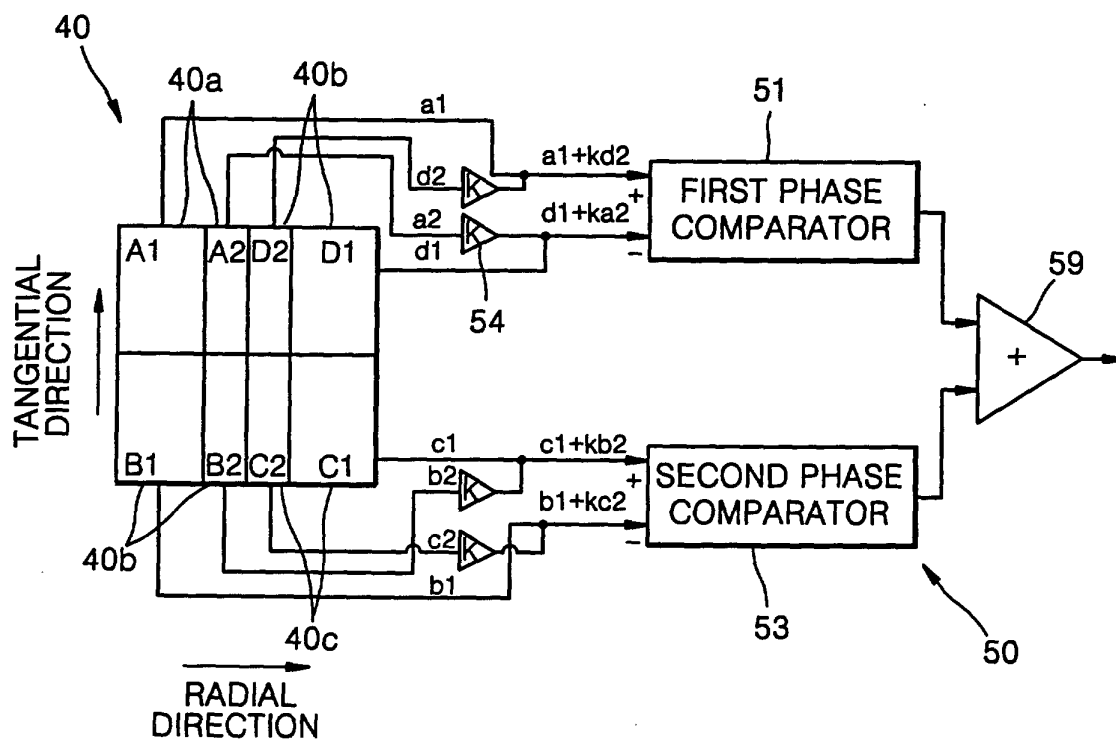 40
40a
40b
a1
51
d2
a1+kd2
K
+
FIRST PHASE
COMPARATOR
a2
d1+ka2
K
−
d1
54
A1
A2
D2
D1
59
+
TANGENTIAL
DIRECTION
B1
B2
C2
C1
c1
c1+kb2
b2
K
+
SECOND PHASE
COMPARATOR
b1+kc2
c2
K
−
b1
40b
40c
53
50
RADIAL
DIRECTION